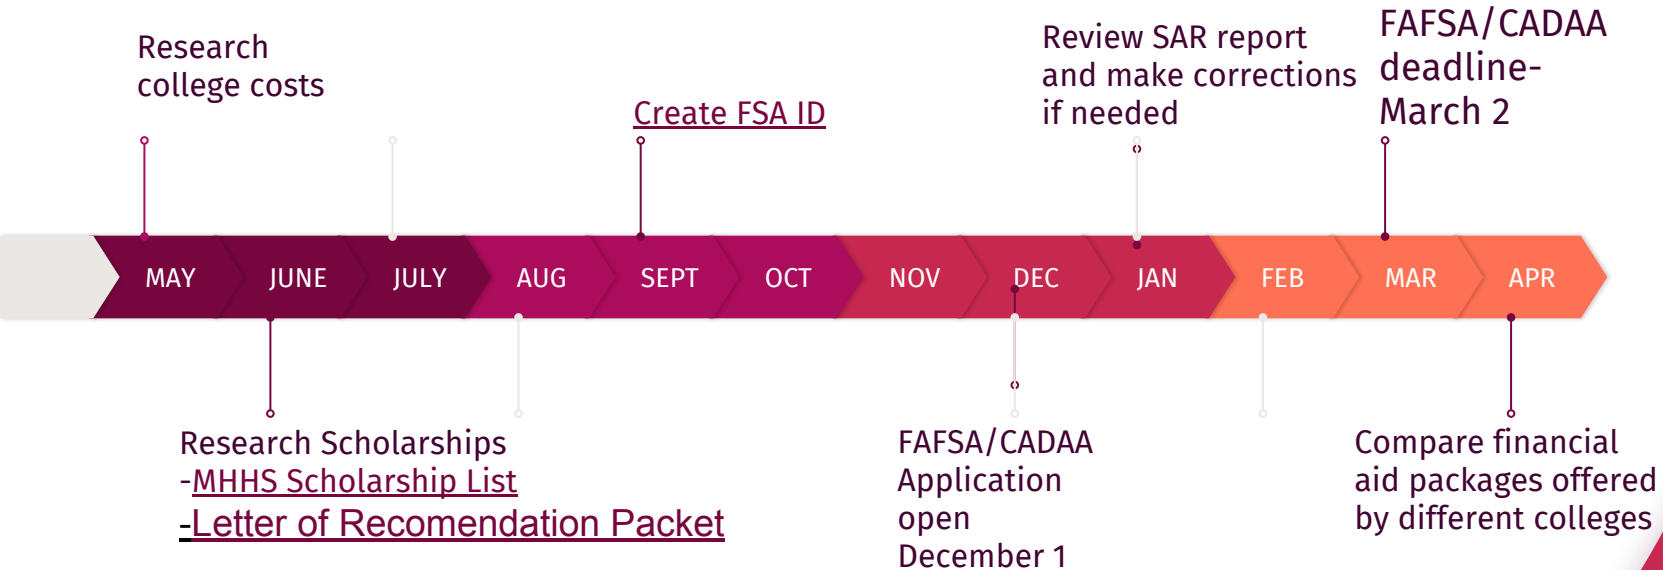 Research
college costs
Create FSA ID
Review SAR report
and make corrections
if needed
FAFSA/CADAA
deadline-
March 2
MAY
JUNE
JULY
AUG
SEPT
OCT
NOV
DEC
JAN
FEB
MAR
APR
Research Scholarships
-MHHS Scholarship List
-Letter of Recomendation Packet
FAFSA/CADAA
Application
open
December 1
Compare financial
aid packages offered
by different colleges